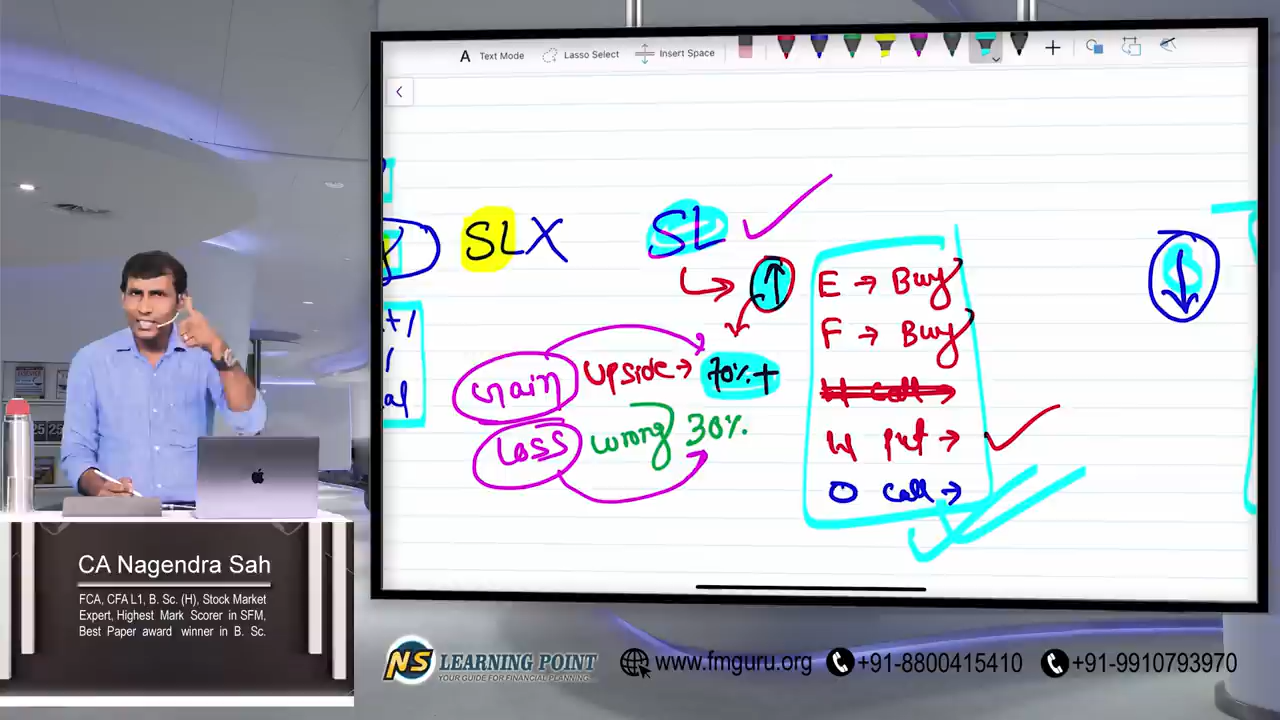 Text Mode
Lasso Select
Insert Space
SLX
SL
E → Buy
F → Buy
Gain
upside →
70%+
W call
Loss
wrong
30%
W put →
O call →
CA Nagendra Sah
FCA, CFA L1, B. Sc. (H), Stock Market
Expert, Highest Mark Scorer in SFM,
Best Paper award winner in B. Sc.
NS LEARNING POINT
YOUR GUIDE FOR FINANCIAL PLANNING
www.fmguru.org
+91-8800415410
+91-9910793970